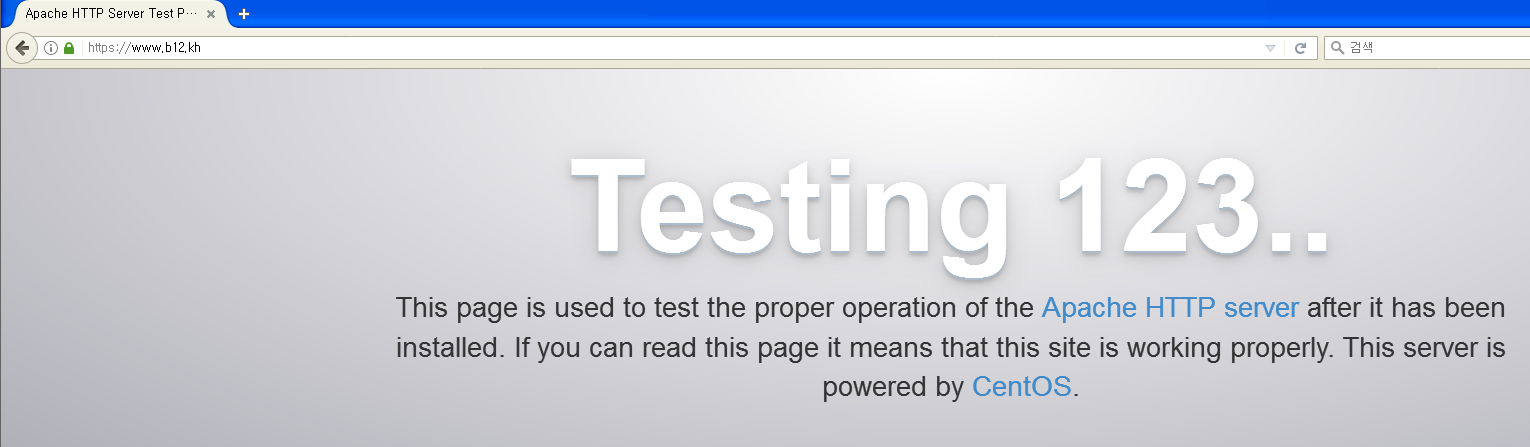 Apache HTTP Server Test P...
https://www.b12.kh
검색
Testing 123..
This page is used to test the proper operation of the Apache HTTP server after it has been
installed. If you can read this page it means that this site is working properly. This server is
powered by CentOS.